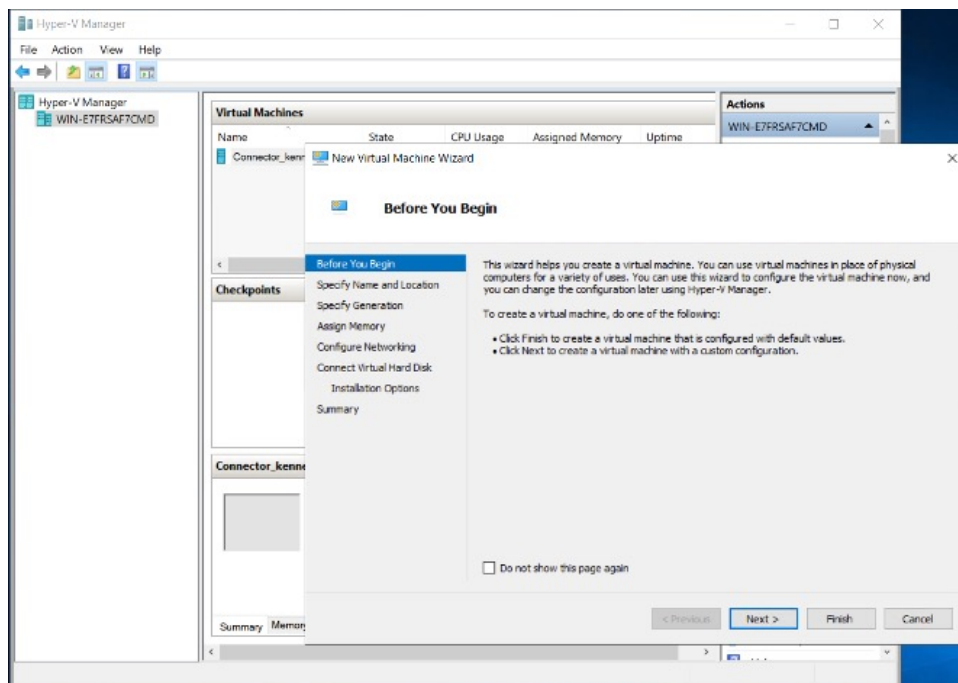 Hyper-V Manager
File Action View Help
Hyper-V Manager
WIN-E7FRSAF7CMD
Virtual Machines
Name State CPU Usage Assigned Memory Uptime
Connector_kenn
Checkpoints
Connector_kenne
Summary Memor
Actions
WIN-E7FRSAF7CMD
New Virtual Machine Wizard
Before You Begin
Before You Begin
Specify Name and Location
Specify Generation
Assign Memory
Configure Networking
Connect Virtual Hard Disk
Installation Options
Summary
This wizard helps you create a virtual machine. You can use virtual machines in place of physical
computers for a variety of uses. You can use this wizard to configure the virtual machine now, and
you can change the configuration later using Hyper-V Manager.
To create a virtual machine, do one of the following:
• Click Finish to create a virtual machine that is configured with default values.
• Click Next to create a virtual machine with a custom configuration.
Do not show this page again
< Previous Next > Finish Cancel